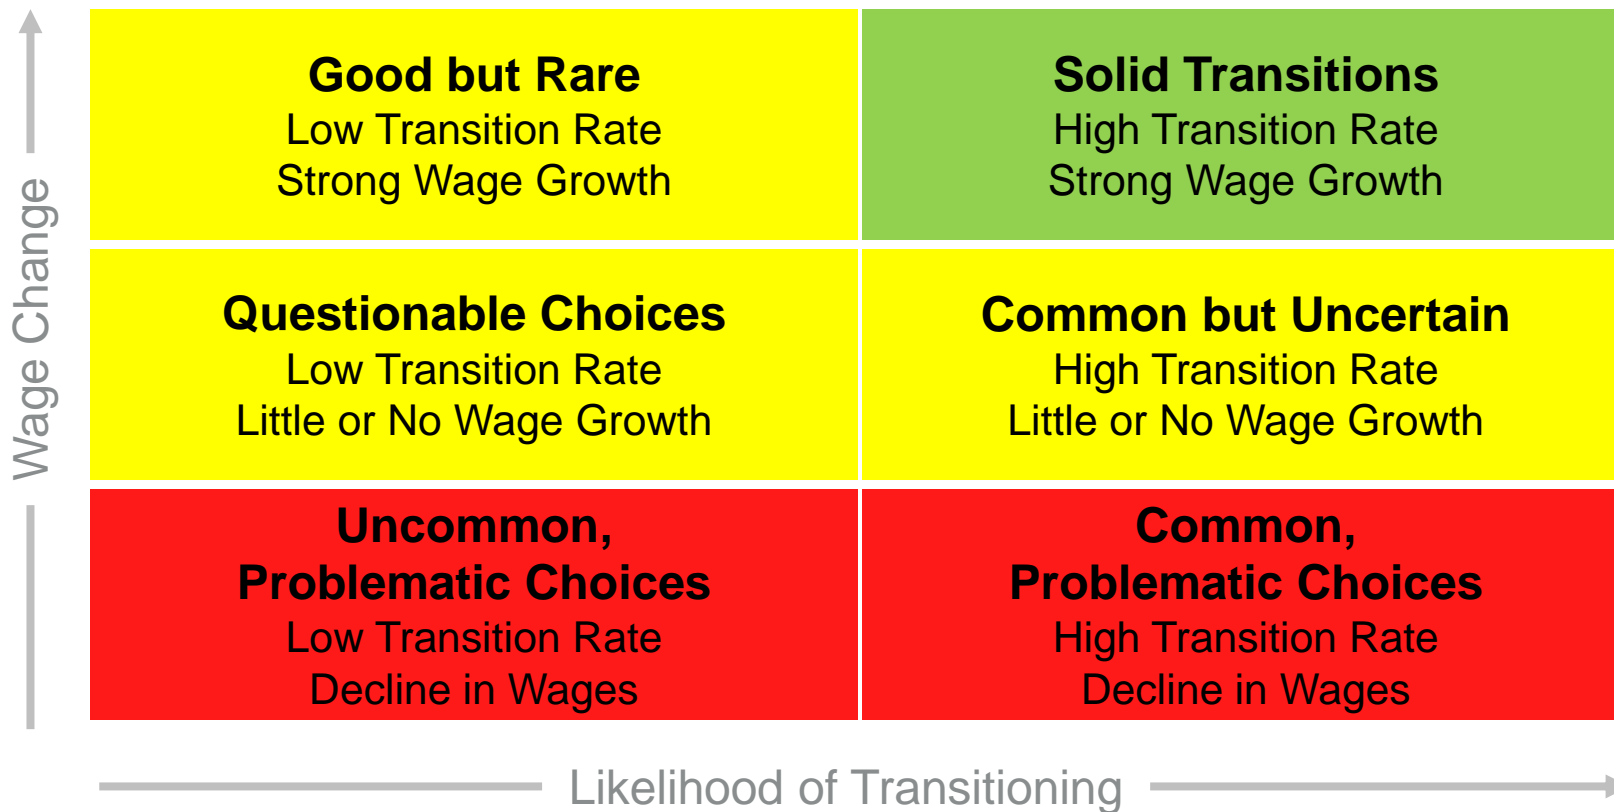 Wage Change
Good but Rare
Low Transition Rate
Strong Wage Growth
Solid Transitions
High Transition Rate
Strong Wage Growth
Questionable Choices
Low Transition Rate
Little or No Wage Growth
Common but Uncertain
High Transition Rate
Little or No Wage Growth
Uncommon,
Problematic Choices
Low Transition Rate
Decline in Wages
Common,
Problematic Choices
High Transition Rate
Decline in Wages
Likelihood of Transitioning